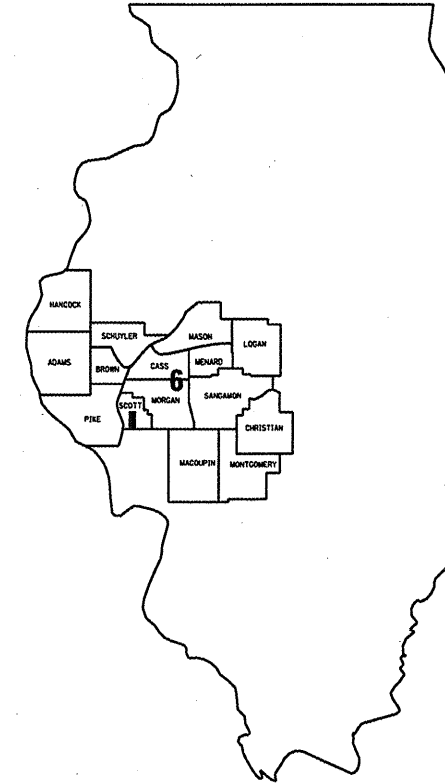 HANCOCK
SCHUYLER
MASON
LOGAN
ADAMS
BROWN
CASS
MENARD
6
SCOTT
MORGAN
SANGAMON
PIKE
CHRISTIAN
MACOUPIN
MONTGOMERY